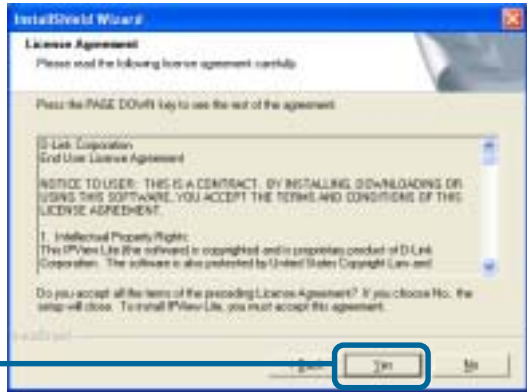 InstallShield Wizard
License Agreement
Please read the following license agreement carefully.
Press the PAGE DOWN key to see the rest of the agreement.
D-Link Corporation
End User License Agreement
NOTICE TO USER: THIS IS A CONTRACT. BY INSTALLING, DOWNLOADING OR
USING THIS SOFTWARE, YOU ACCEPT THE TERMS AND CONDITIONS OF THIS
LICENSE AGREEMENT.
1. Intellectual Property Rights:
This IPView Lite (the software) is copyrighted and is proprietary product of D-Link
Corporation. The software is also protected by United States Copyright Law and
Do you accept all the terms of the preceding License Agreement? If you choose No, the
setup will close. To install IPView Lite, you must accept this agreement.
InstallShield
< Back Yes No